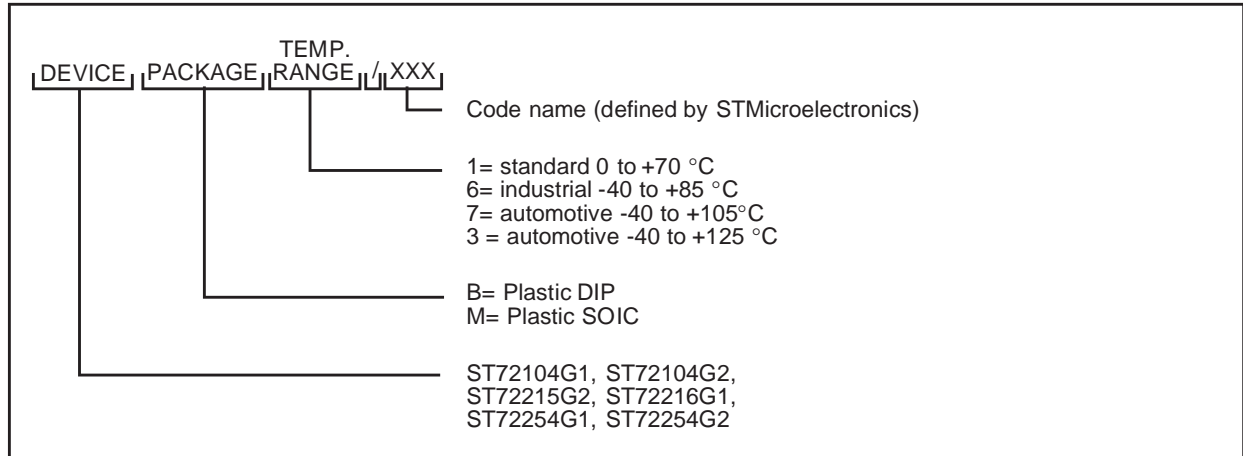 TEMP.
DEVICE PACKAGE RANGE / XXX
Code name (defined by STMicroelectronics)
1= standard 0 to +70 °C
6= industrial -40 to +85 °C
7= automotive -40 to +105°C
3 = automotive -40 to +125 °C
B= Plastic DIP
M= Plastic SOIC
ST72104G1, ST72104G2,
ST72215G2, ST72216G1,
ST72254G1, ST72254G2